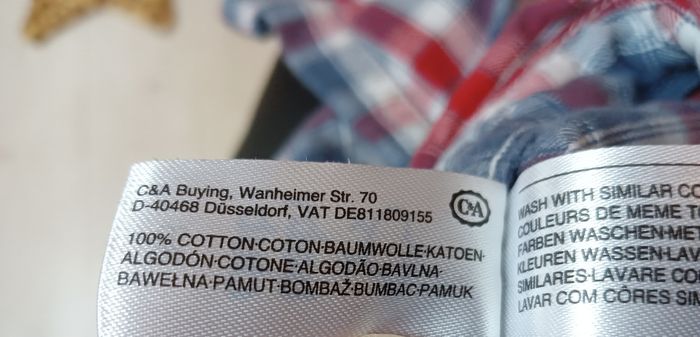 C&A Buying, Wanheimer Str. 70
D-40468 Düsseldorf, VAT DE811809155
C&A
100% COTTON·COTON·BAUMWOLLE·KATOEN·
ALGODÓN·COTONE·ALGODÃO·BAVLNA·
BAWEŁNA·PAMUT·BOMBAŽ·BUMBAC·PAMUK
WASH WITH SIMILAR
COULEURS DE MEME
FARBEN WASCHEN·
KLEUREN WASSEN·
SIMILARES·LAVARE
LAVAR COM CÔRES